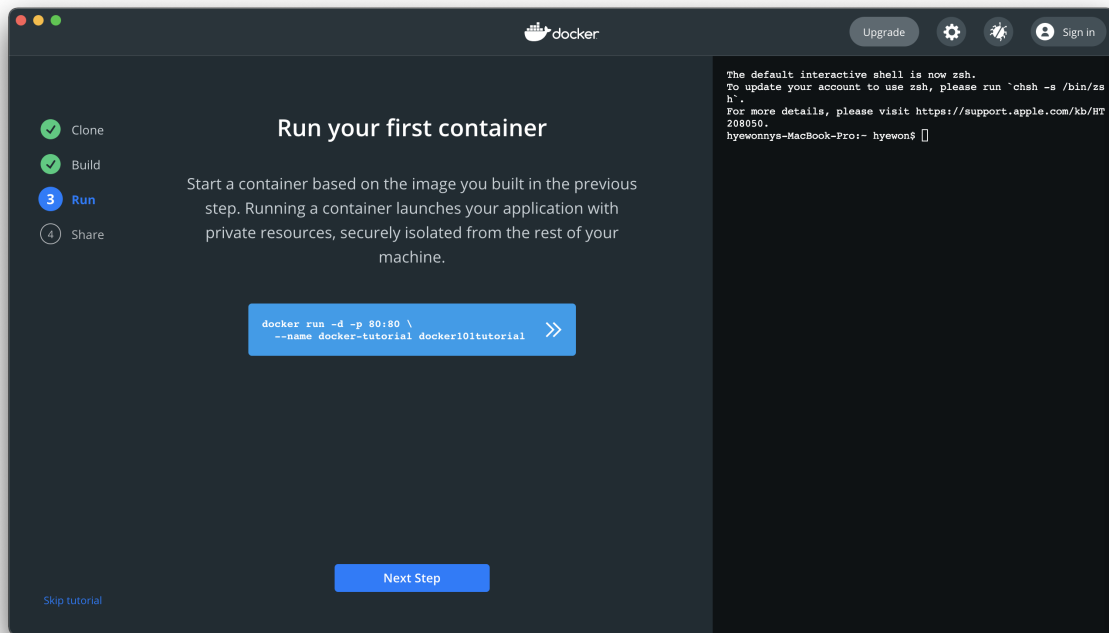 docker
Upgrade
Sign in
Clone
Build
3 Run
4 Share
Run your first container
Start a container based on the image you built in the previous
step. Running a container launches your application with
private resources, securely isolated from the rest of your
machine.
docker run -d -p 80:80 \
--name docker-tutorial docker101tutorial
Next Step
Skip tutorial
The default interactive shell is now zsh.
To update your account to use zsh, please run `chsh -s /bin/zs
h`.
For more details, please visit https://support.apple.com/kb/HT
208050.
hyewonnys-MacBook-Pro:~ hyewon$